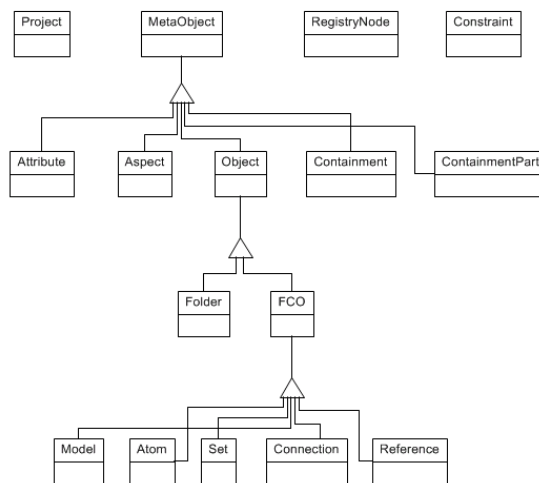 Project
MetaObject
RegistryNode
Constraint
Attribute
Aspect
Object
Containment
ContainmentPart
Folder
FCO
Model
Atom
Set
Connection
Reference